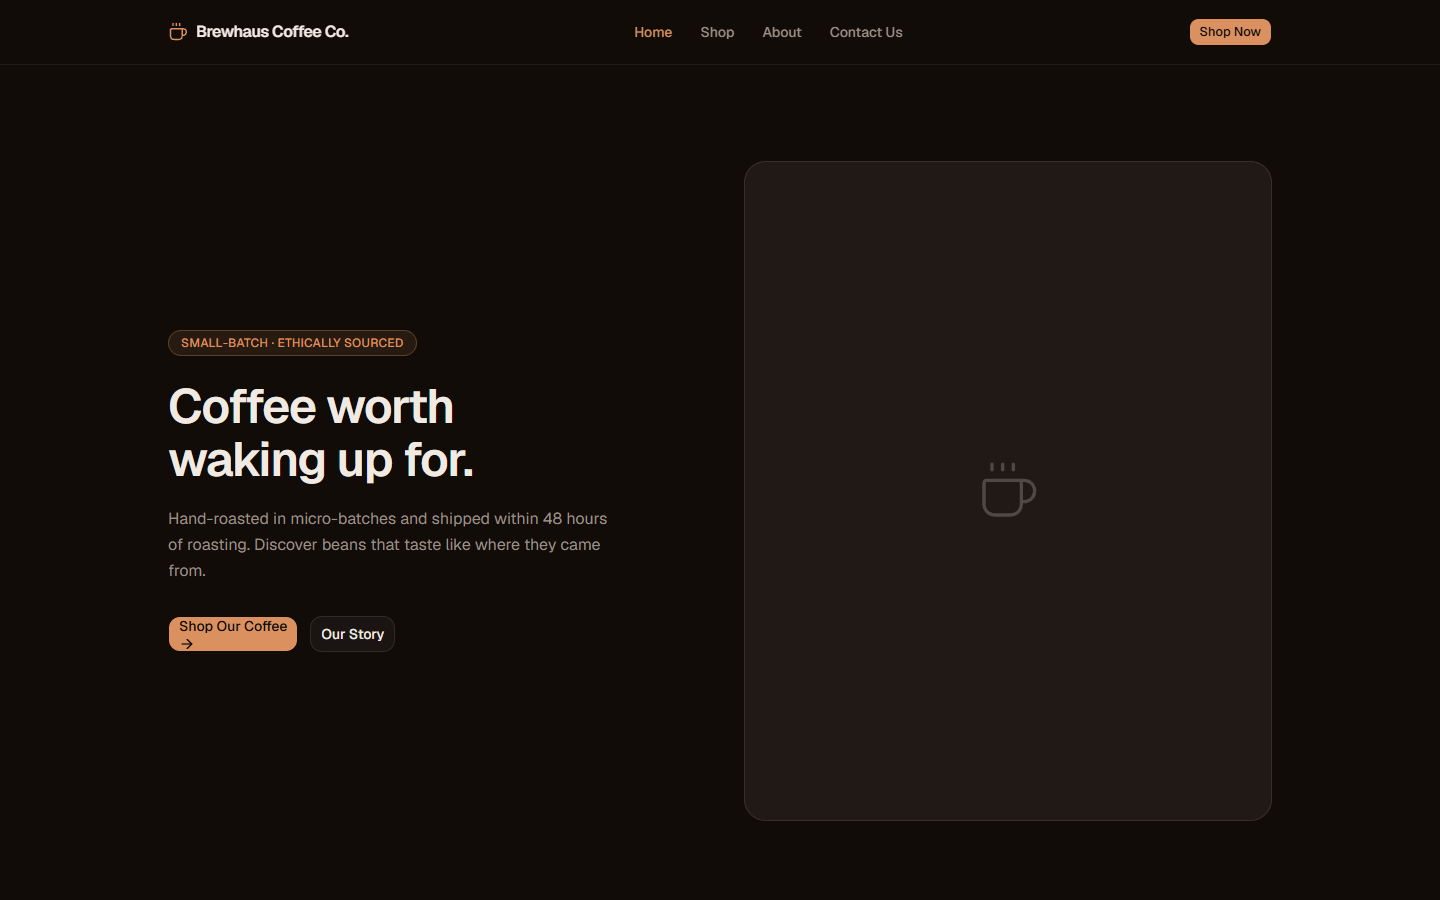 Brewhaus Coffee Co.
Home
Shop
About
Contact Us
Shop Now
SMALL-BATCH · ETHICALLY SOURCED
Coffee worth
waking up for.
Hand-roasted in micro-batches and shipped within 48 hours
of roasting. Discover beans that taste like where they came
from.
Shop Our Coffee
→
Our Story